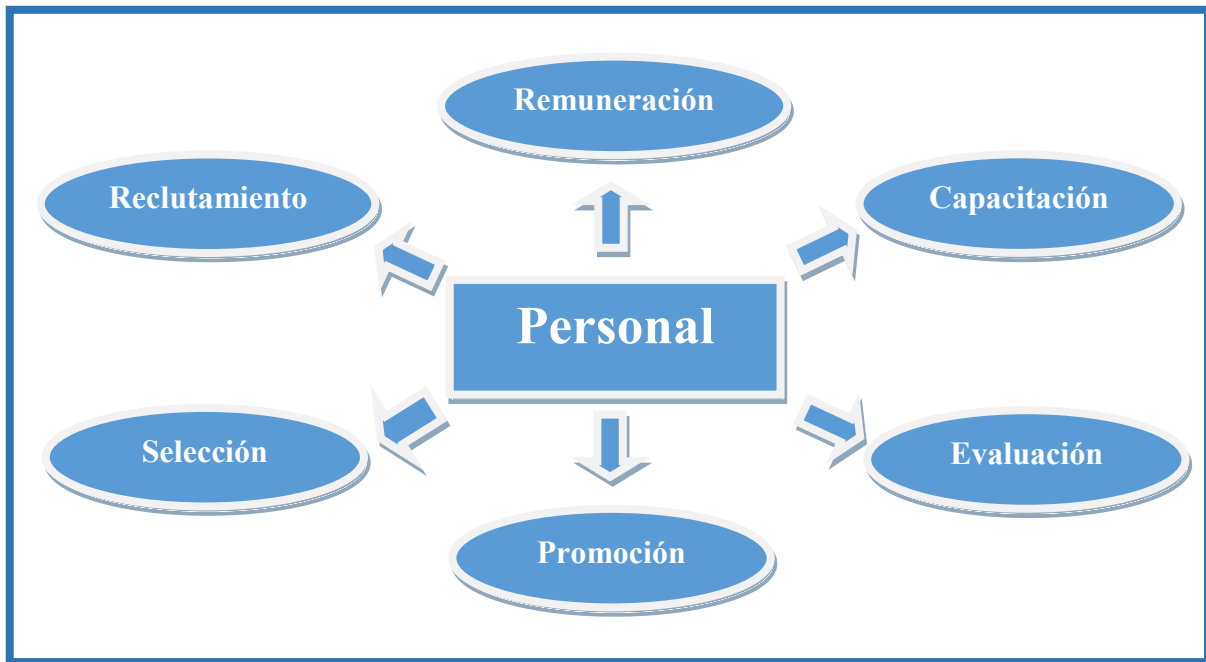 Remuneración
Reclutamiento
Capacitación
Personal
Selección
Evaluación
Promoción